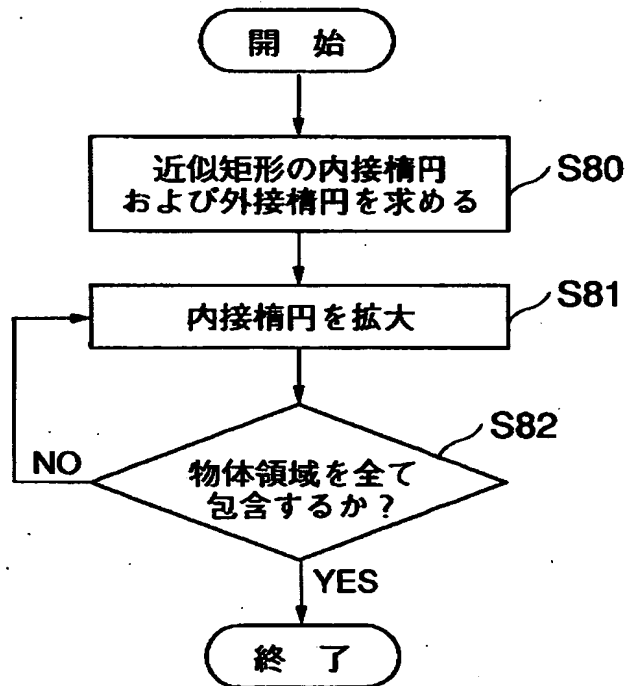 開 始
近似矩形の内接楕円
および外接楕円を求める
S80
内接楕円を拡大
S81
物体領域を全て
包含するか?
S82
NO
YES
終 了